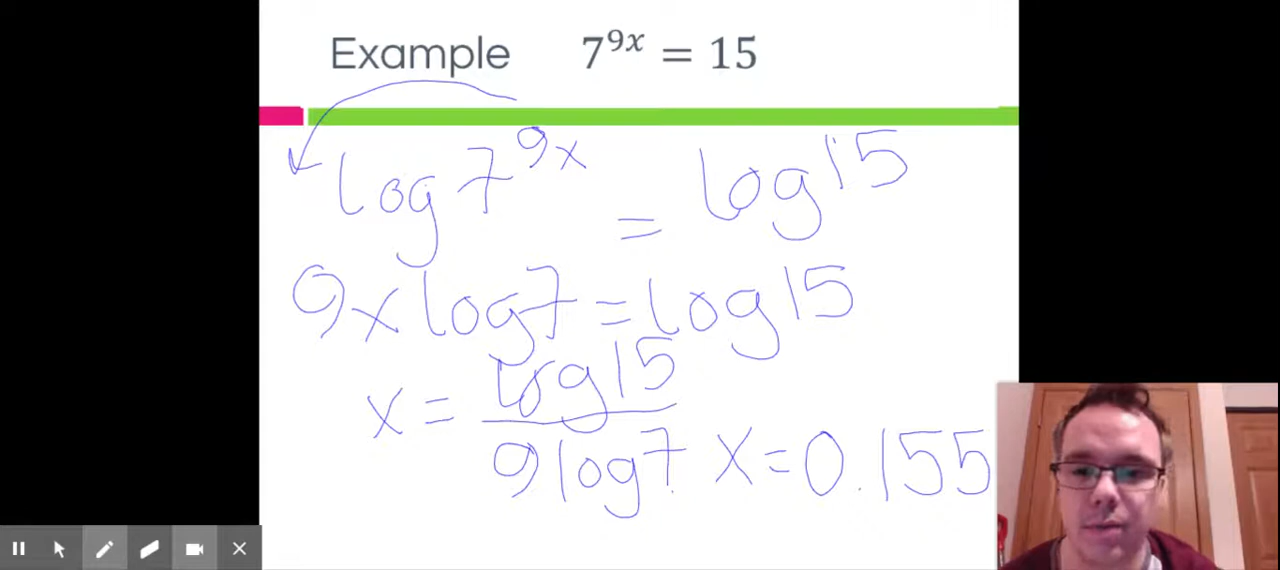 Example 7^{9x} = 15
log 7^{9x} = log 15
9x log 7 = log 15
x = \frac{log 15}{9 log 7} x = 0.155